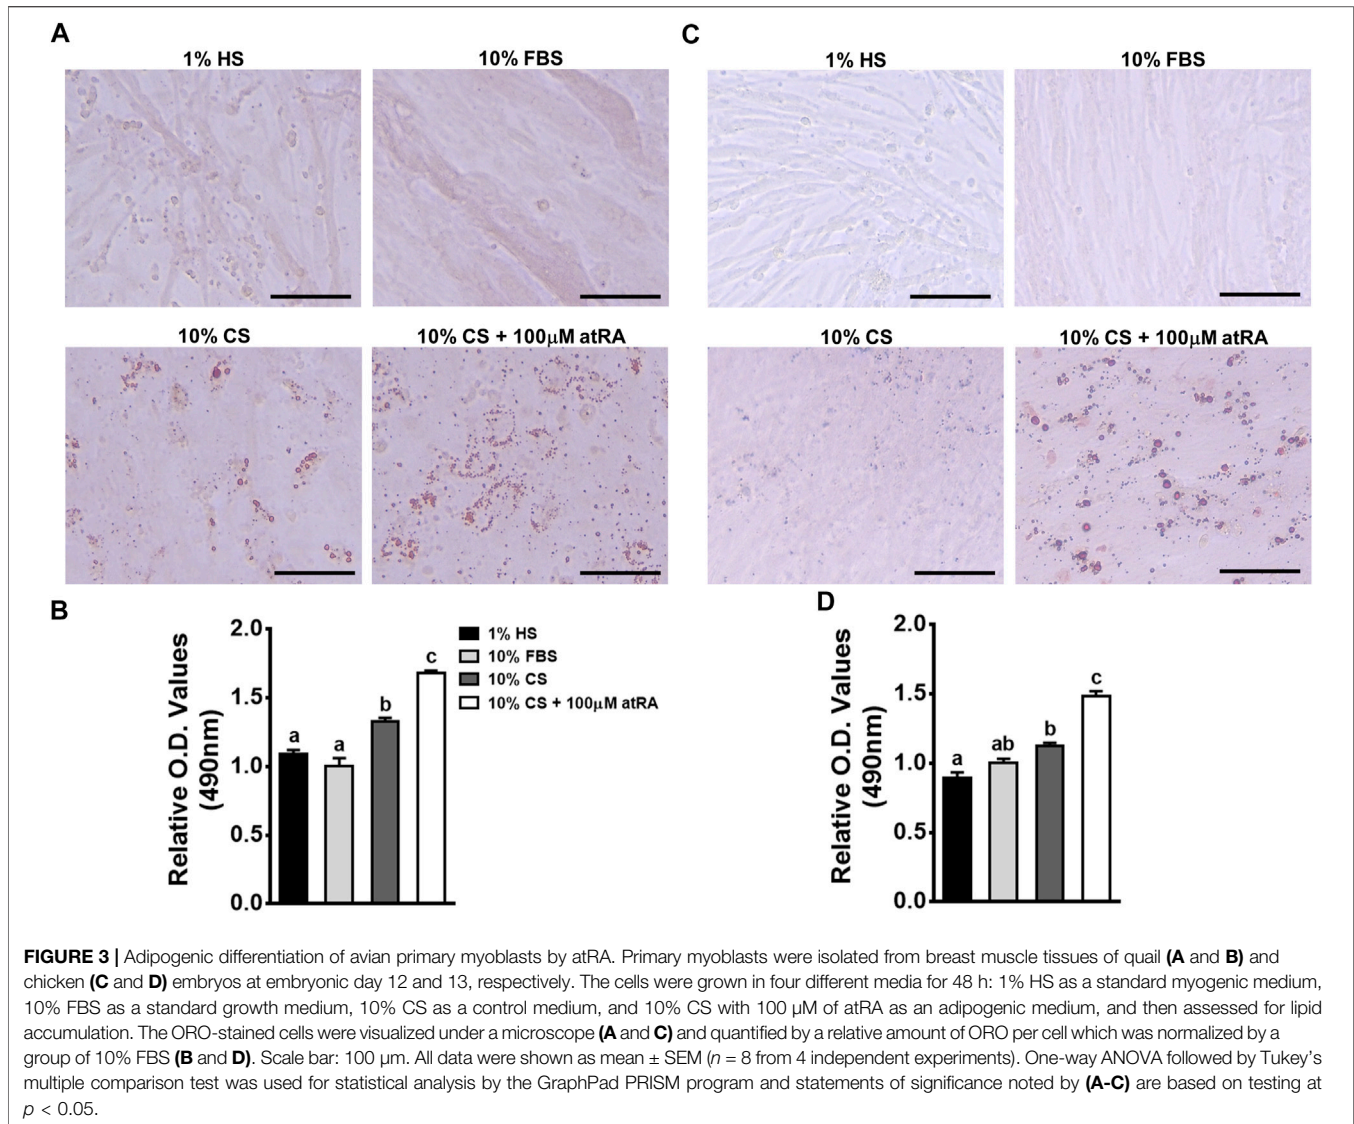 A
1% HS
10% FBS
10% CS
10% CS + 100μM atRA
C
1% HS
10% FBS
10% CS
10% CS + 100μM atRA
B
Relative O.D. Values
(490nm)
2.0
1.5
1.0
0.5
0.0
a
a
b
c
1% HS
10% FBS
10% CS
10% CS + 100μM atRA
D
Relative O.D. Values
(490nm)
2.0
1.5
1.0
0.5
0.0
a
ab
b
c
FIGURE 3 | Adipogenic differentiation of avian primary myoblasts by atRA. Primary myoblasts were isolated from breast muscle tissues of quail (A and B) and
chicken (C and D) embryos at embryonic day 12 and 13, respectively. The cells were grown in four different media for 48 h: 1% HS as a standard myogenic medium,
10% FBS as a standard growth medium, 10% CS as a control medium, and 10% CS with 100 μM of atRA as an adipogenic medium, and then assessed for lipid
accumulation. The ORO-stained cells were visualized under a microscope (A and C) and quantified by a relative amount of ORO per cell which was normalized by a
group of 10% FBS (B and D). Scale bar: 100 μm. All data were shown as mean ± SEM (n = 8 from 4 independent experiments). One-way ANOVA followed by Tukey's
multiple comparison test was used for statistical analysis by the GraphPad PRISM program and statements of significance noted by (A-C) are based on testing at
p < 0.05.